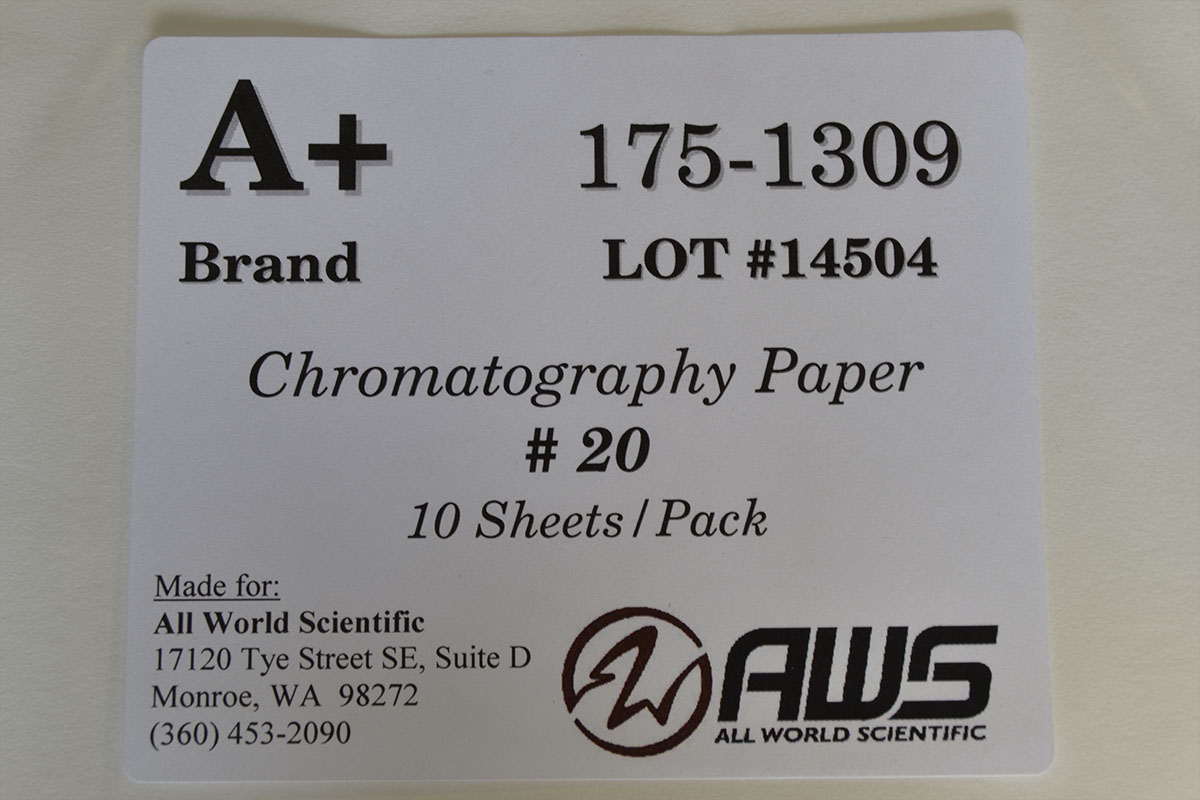 A+
Brand
175-1309
LOT #14504
Chromatography Paper
# 20
10 Sheets/Pack
Made for:
All World Scientific
17120 Tye Street SE, Suite D
Monroe, WA 98272
(360) 453-2090
AWS
ALL WORLD SCIENTIFIC